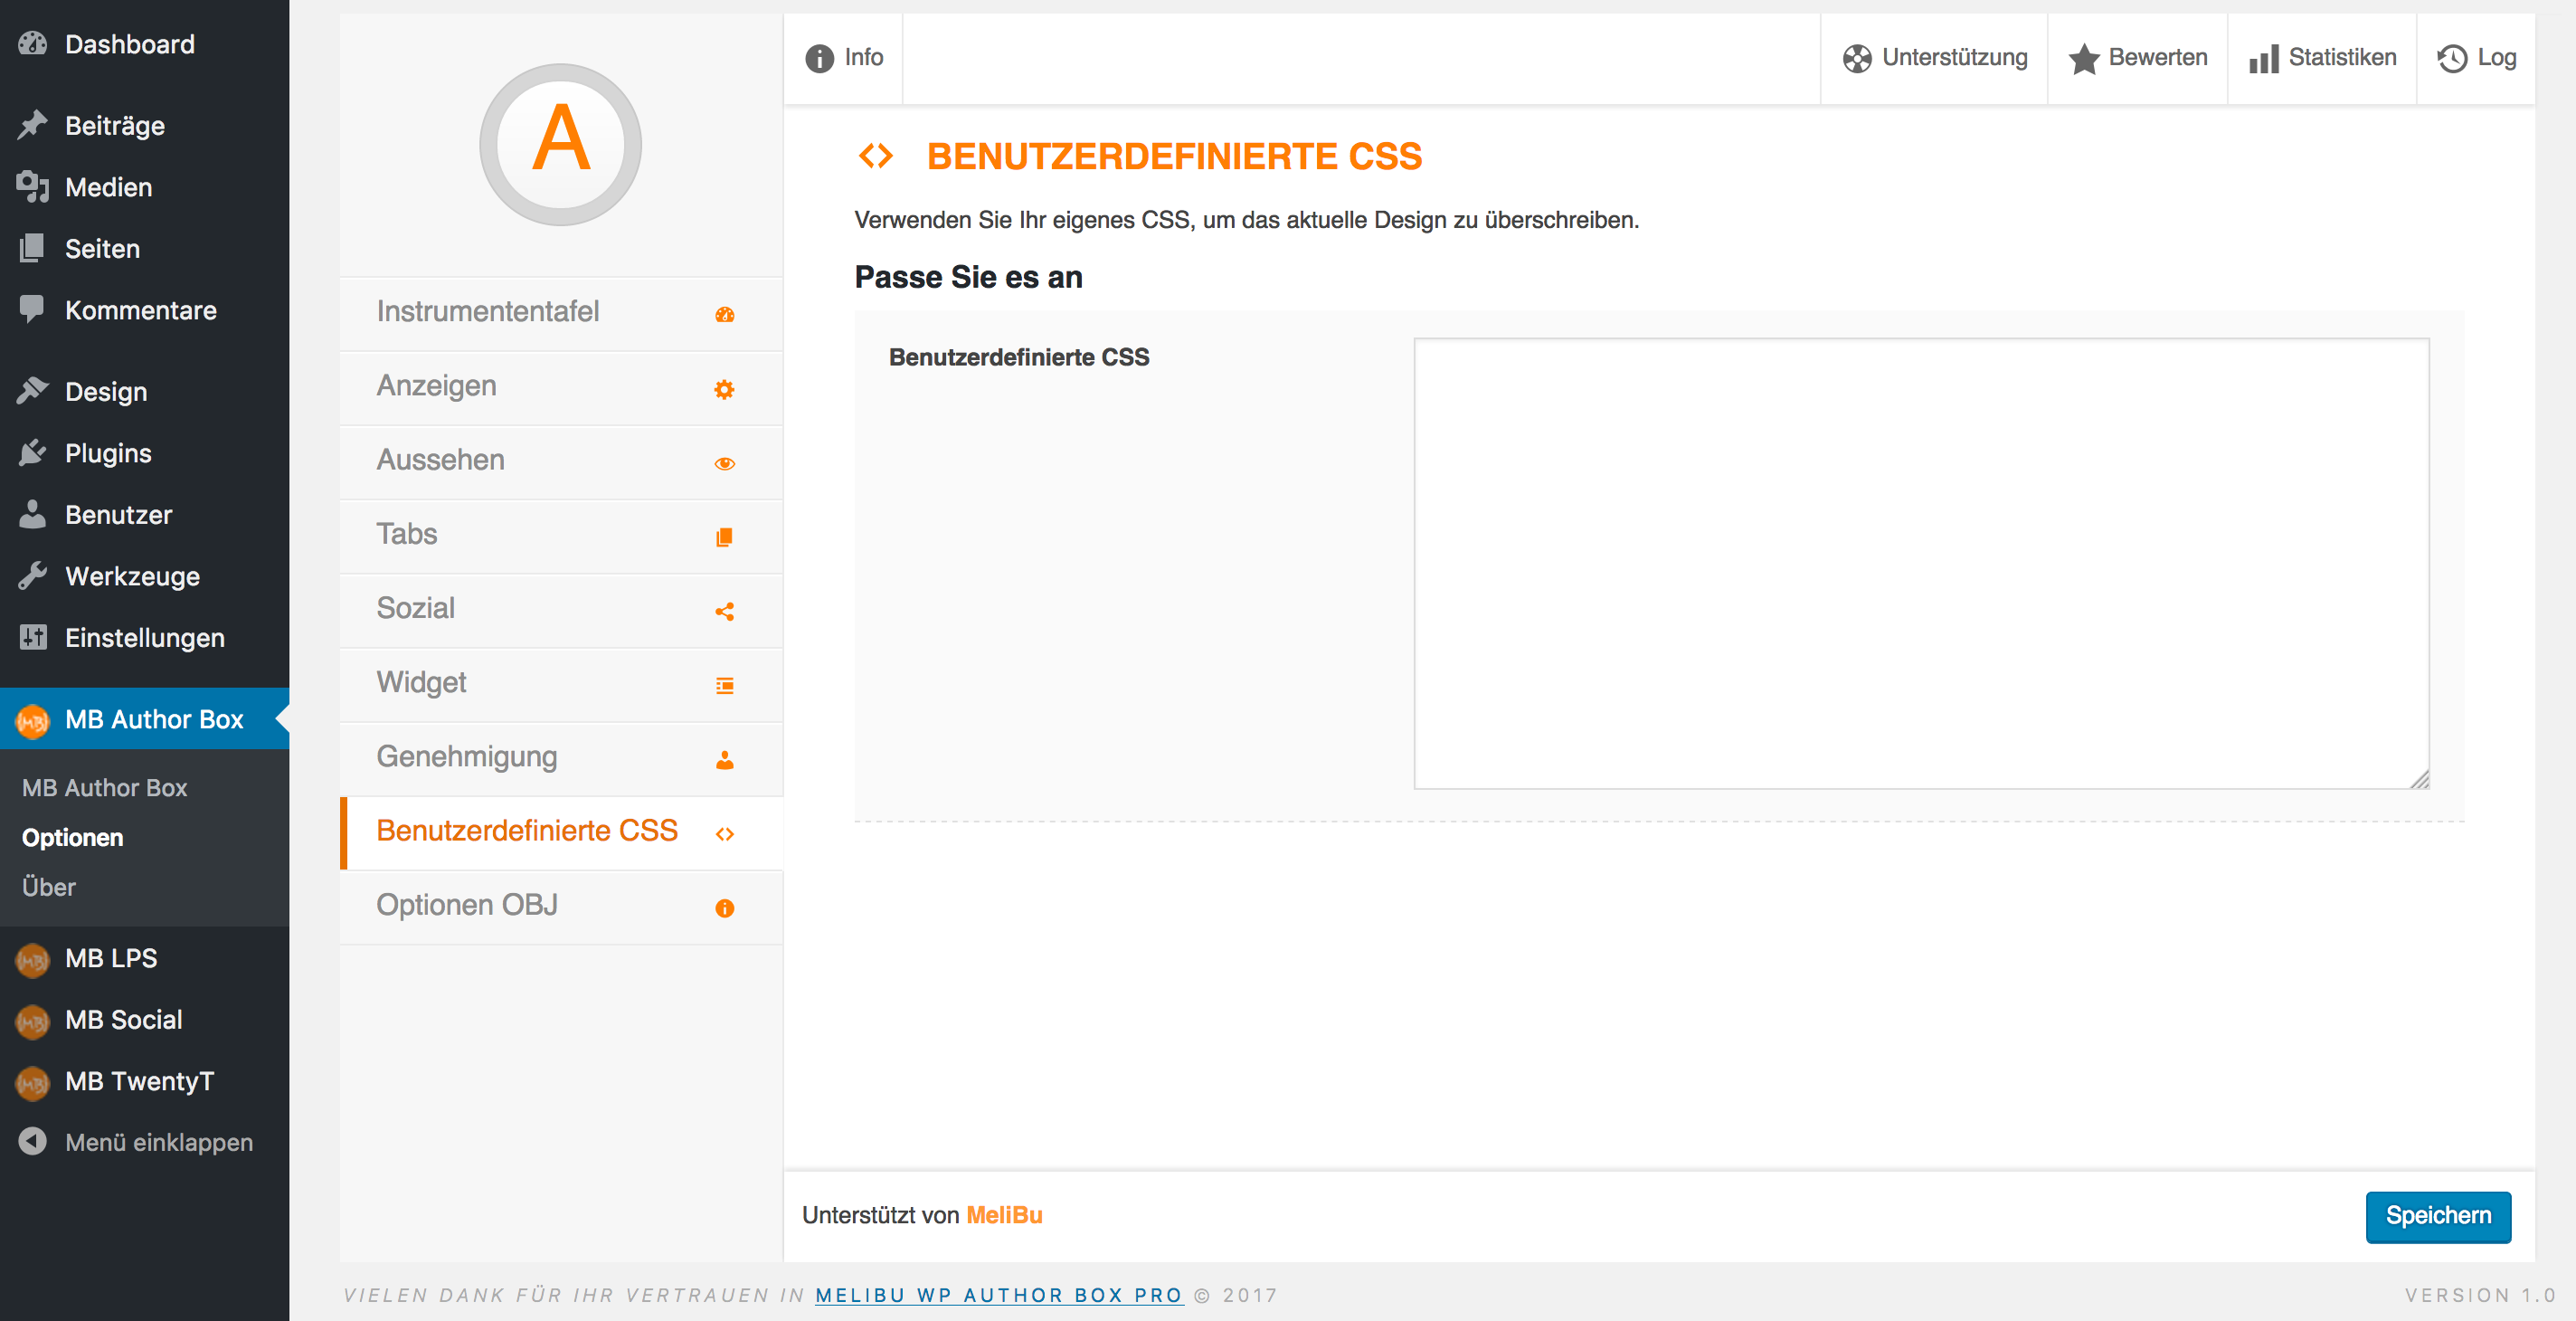 Dashboard
Beiträge
Medien
Seiten
Kommentare
Design
Plugins
Benutzer
Werkzeuge
Einstellungen
MB Author Box
MB Author Box
Optionen
Über
MB LPS
MB Social
MB TwentyT
Menü einklappen
A
Instrumententafel
Anzeigen
Aussehen
Tabs
Sozial
Widget
Genehmigung
Benutzerdefinierte CSS
Optionen OBJ
Info
Unterstützung
Bewerten
Statistiken
Log
BENUTZERDEFINIERTE CSS
Verwenden Sie Ihr eigenes CSS, um das aktuelle Design zu überschreiben.
Passe Sie es an
Benutzerdefinierte CSS
Unterstützt von MeliBu
Speichern
VIELEN DANK FÜR IHR VERTRAUEN IN MELIBU WP AUTHOR BOX PRO © 2017
VERSION 1.0